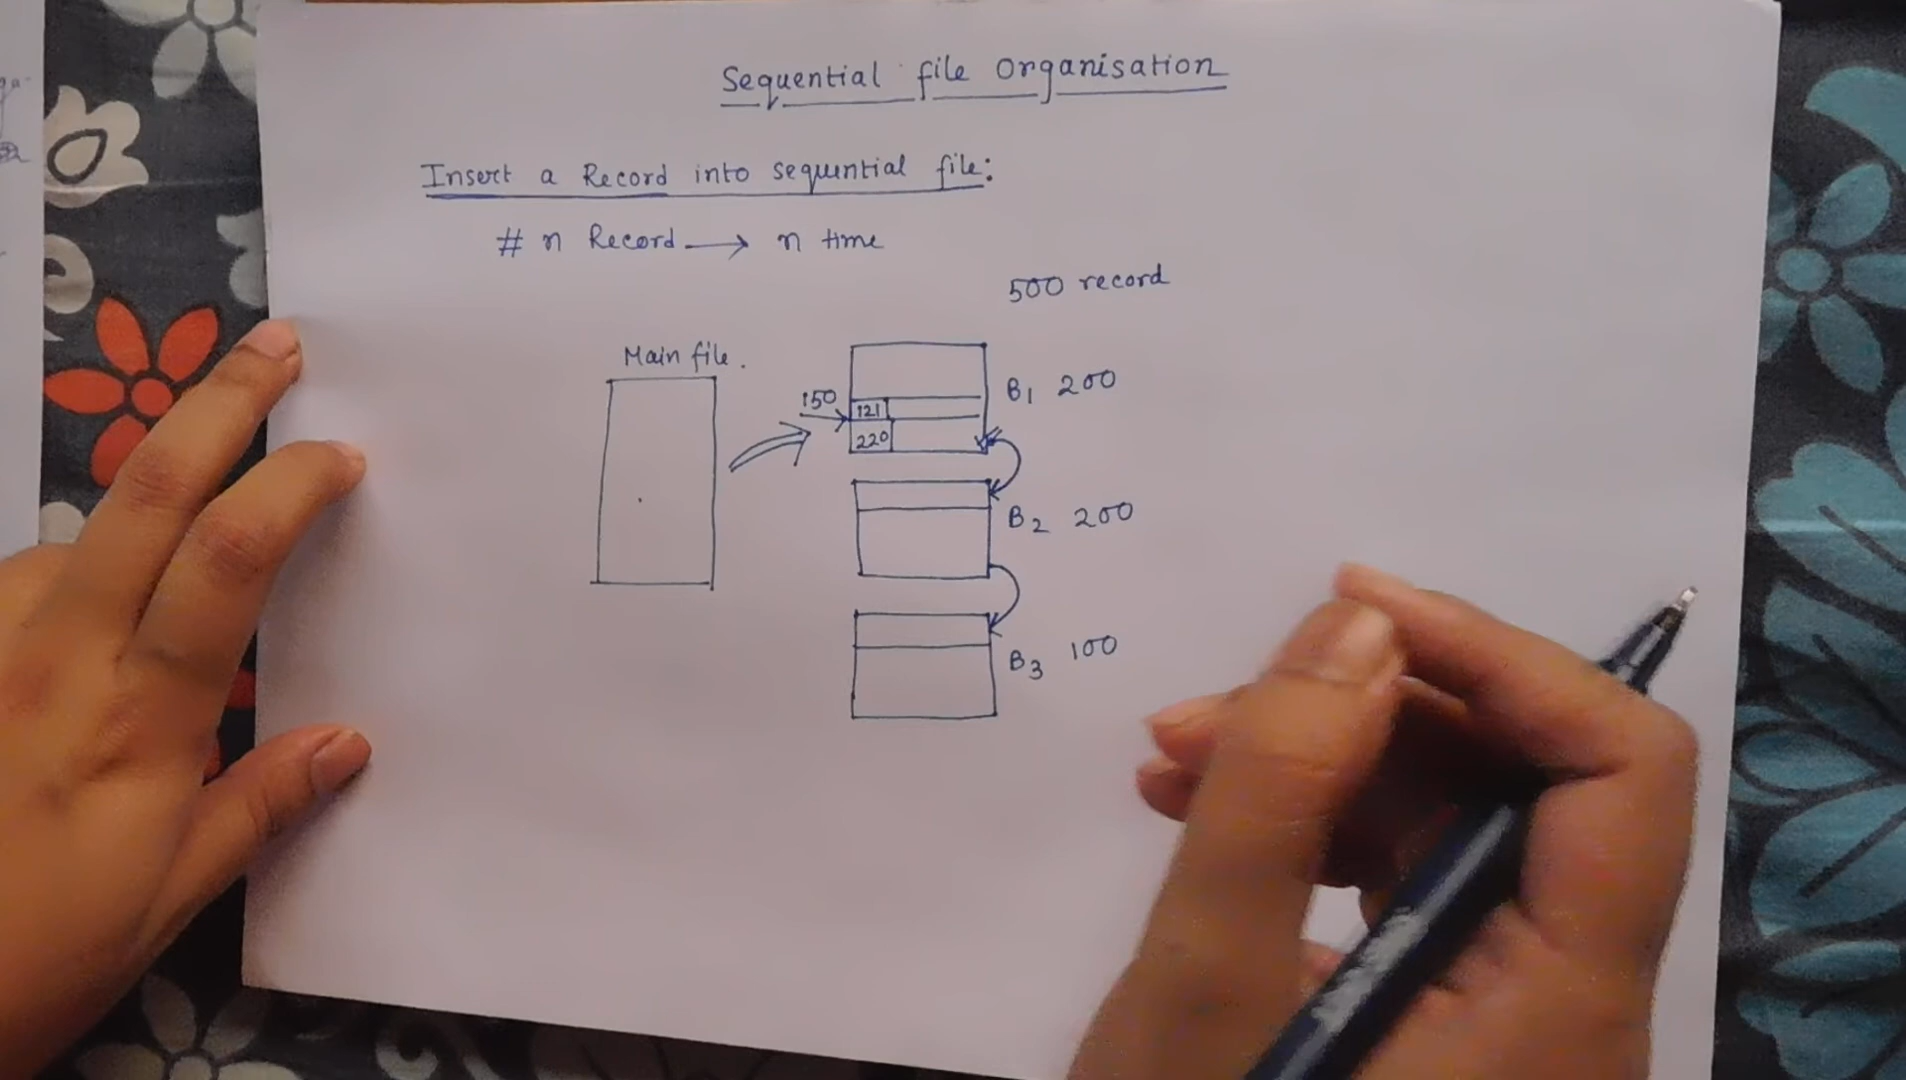 Sequential file Organisation
Insert a Record into sequential file:
# n Record → n time
500 record
Main file.
150
121
220
B1 200
B2 200
B3 100